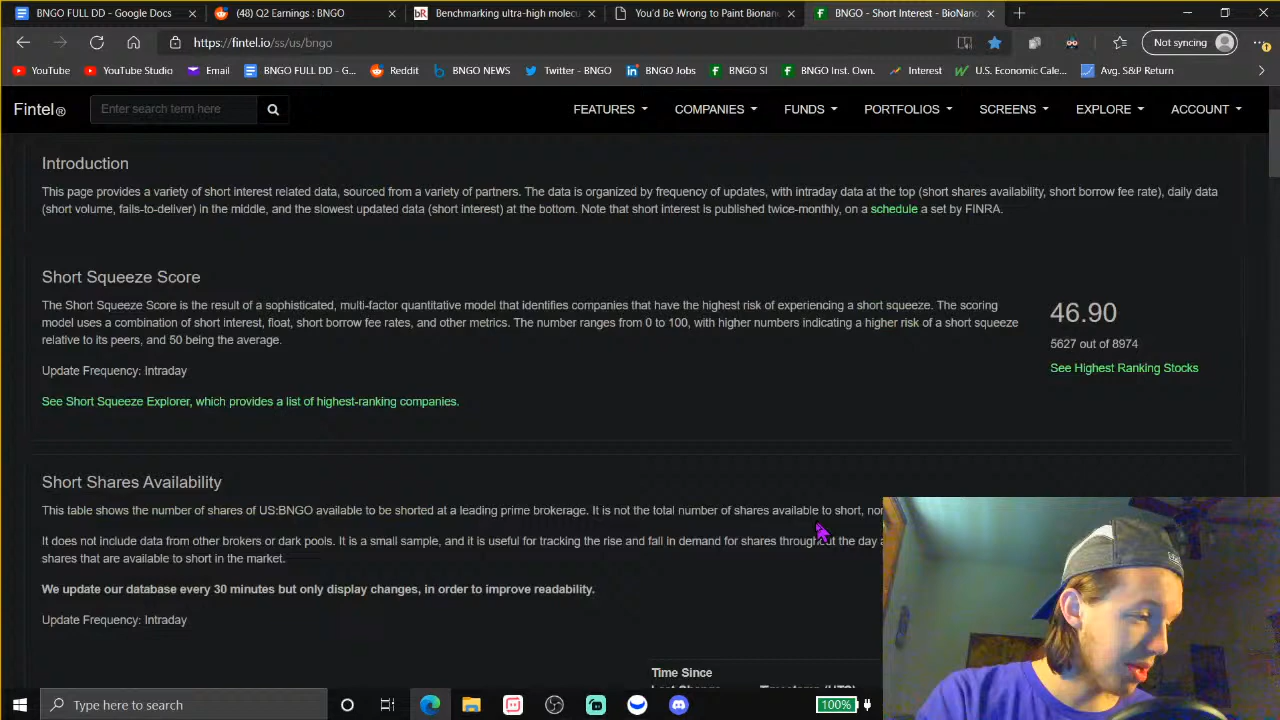 BNGO FULL DD - Google Docs
(48) Q2 Earnings : BNGO
Benchmarking ultra-high molecu
You'd Be Wrong to Paint Bionan
BNGO - Short Interest - BioNano
https://fintel.io/ss/us/bngo
Not syncing
YouTube
YouTube Studio
Email
BNGO FULL DD - G...
Reddit
BNGO NEWS
Twitter - BNGO
BNGO Jobs
BNGO SI
BNGO Inst. Own.
Interest
U.S. Economic Cale...
Avg. S&P Return
Fintel®
Enter search term here
FEATURES
COMPANIES
FUNDS
PORTFOLIOS
SCREENS
EXPLORE
ACCOUNT
Introduction
This page provides a variety of short interest related data, sourced from a variety of partners. The data is organized by frequency of updates, with intraday data at the top (short shares availability, short borrow fee rate), daily data
(short volume, fails-to-deliver) in the middle, and the slowest updated data (short interest) at the bottom. Note that short interest is published twice-monthly, on a schedule a set by FINRA.
Short Squeeze Score
The Short Squeeze Score is the result of a sophisticated, multi-factor quantitative model that identifies companies that have the highest risk of experiencing a short squeeze. The scoring
model uses a combination of short interest, float, short borrow fee rates, and other metrics. The number ranges from 0 to 100, with higher numbers indicating a higher risk of a short squeeze
relative to its peers, and 50 being the average.
46.90
5627 out of 8974
See Highest Ranking Stocks
Update Frequency: Intraday
See Short Squeeze Explorer, which provides a list of highest-ranking companies.
Short Shares Availability
This table shows the number of shares of US:BNGO available to be shorted at a leading prime brokerage. It is not the total number of shares available to short, nor
It does not include data from other brokers or dark pools. It is a small sample, and it is useful for tracking the rise and fall in demand for shares throughout the day a
shares that are available to short in the market.
We update our database every 30 minutes but only display changes, in order to improve readability.
Update Frequency: Intraday
Time Since
Last Change
Timestamp (UTC)
Type here to search
100%